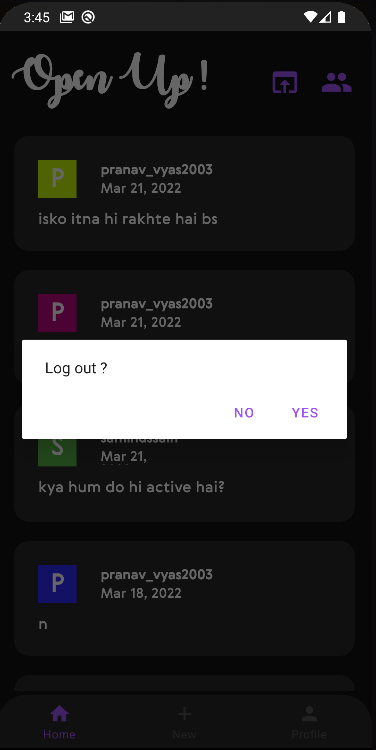 3:45
Open Up!
P
pranav_vyas2003
Mar 21, 2022
isko itna hi rakhte hai bs
P
pranav_vyas2003
Mar 21, 2022
Log out ?
NO
YES
S
Mar 21,
kya hum do hi active hai?
P
pranav_vyas2003
Mar 18, 2022
n
Home
New
Profile